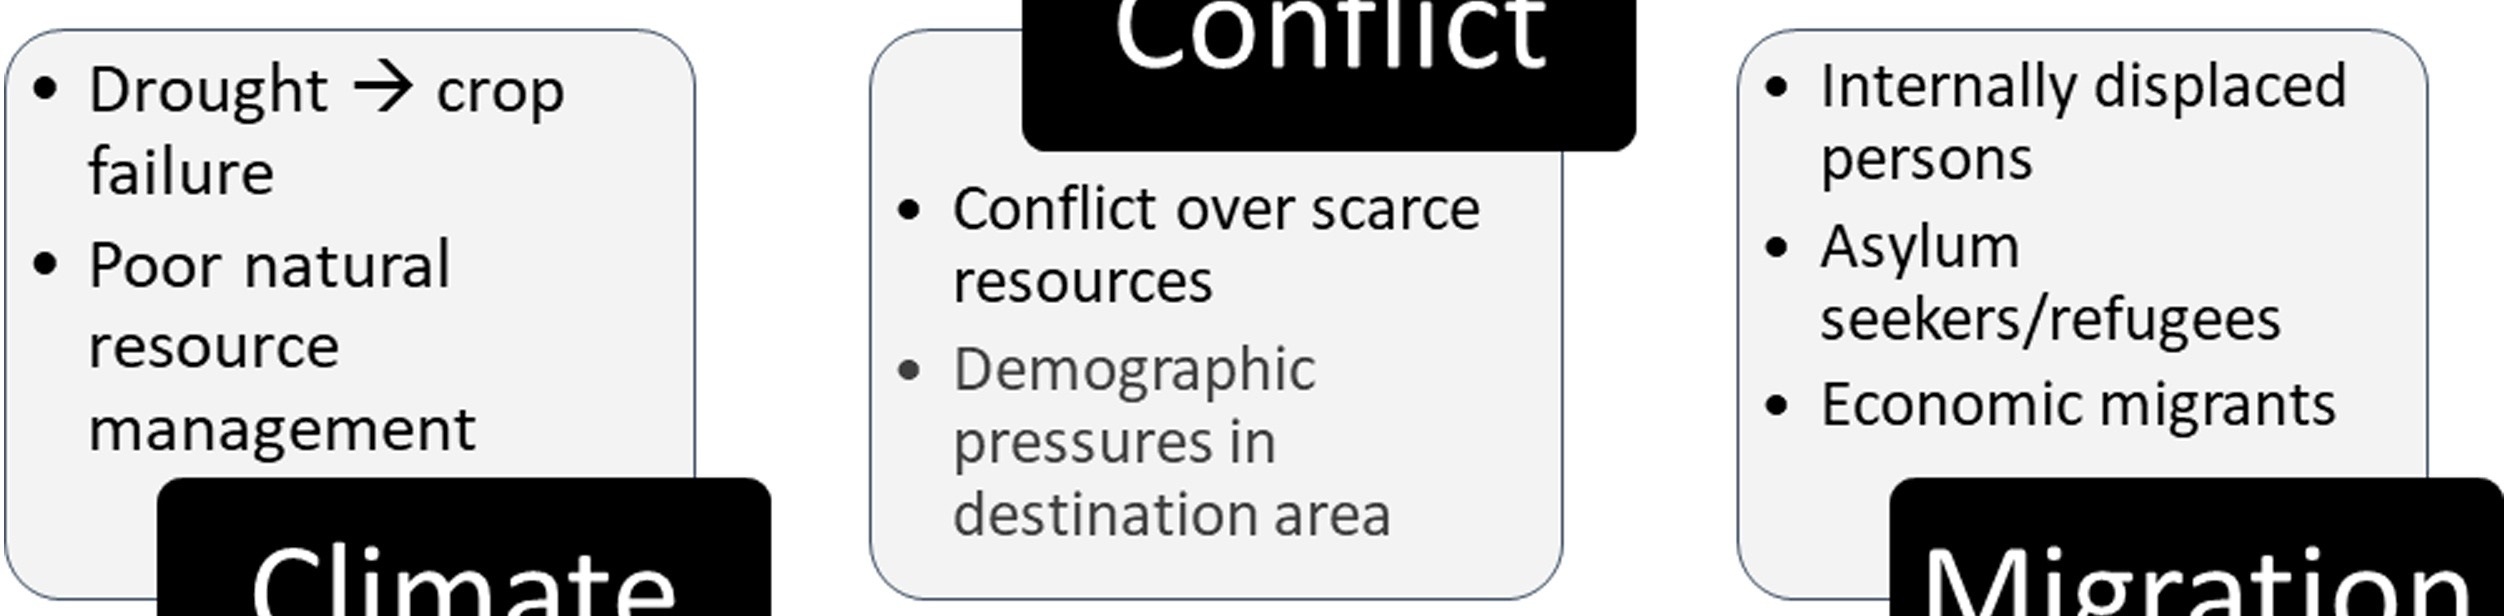 • Drought → crop
failure
• Poor natural
resource
management
Climate
Conflict
• Conflict over scarce
resources
• Demographic
pressures in
destination area
• Internally displaced
persons
• Asylum
seekers/refugees
• Economic migrants
Migration